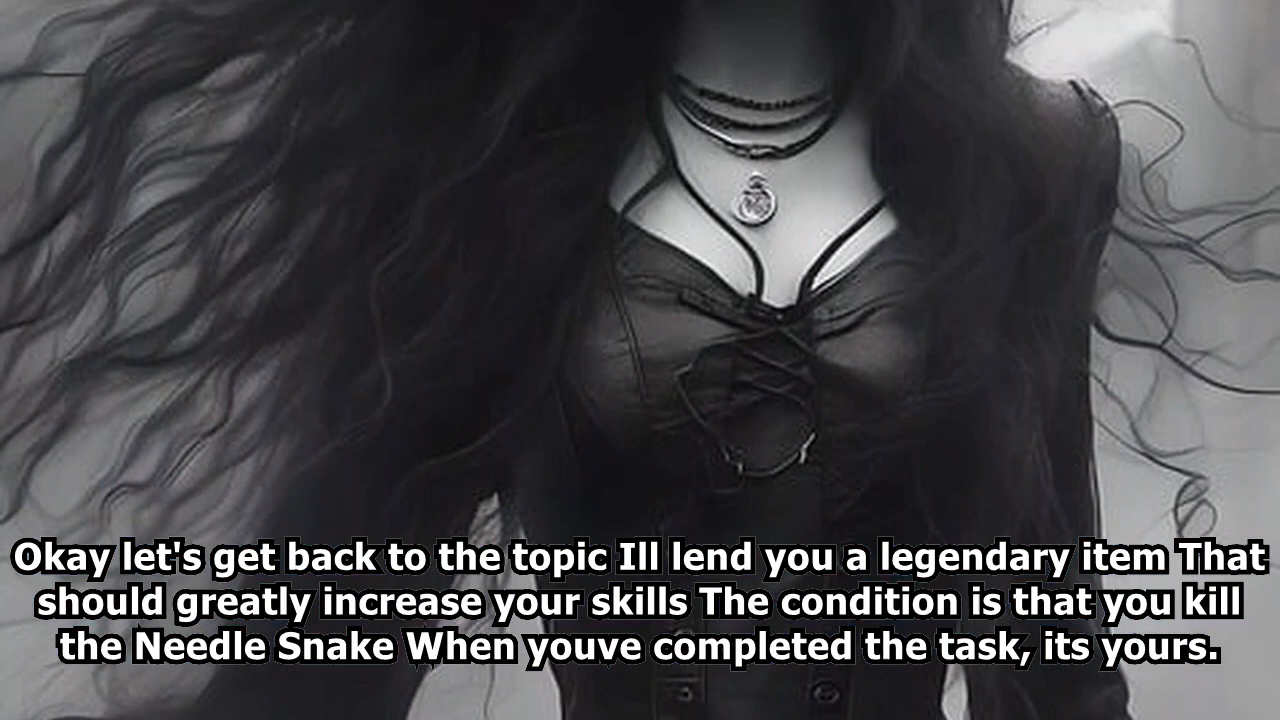 Okay let's get back to the topic Ill lend you a legendary item That
should greatly increase your skills The condition is that you kill
the Needle Snake When youve completed the task, its yours.